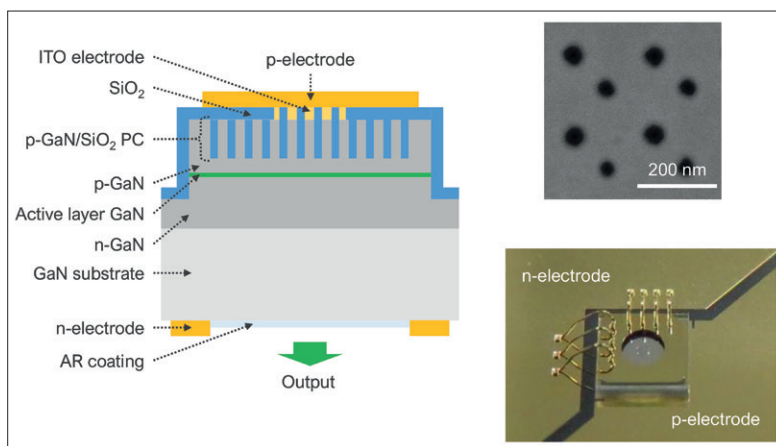 ITO electrode
p-electrode
SiO₂
p-GaN/SiO₂ PC
p-GaN
Active layer GaN
n-GaN
GaN substrate
n-electrode
AR coating
Output
200 nm
n-electrode
p-electrode